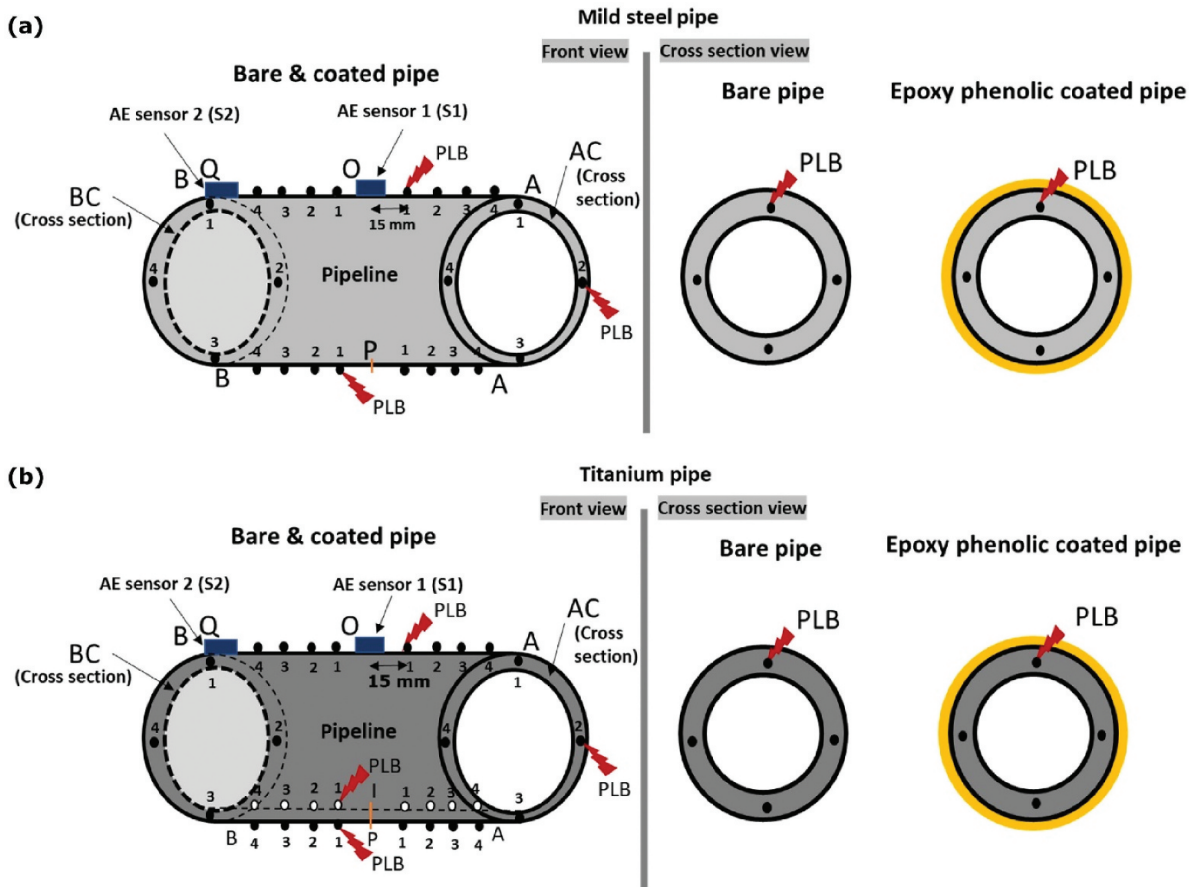 (a)
Mild steel pipe
Front view
Cross section view
Bare & coated pipe
Bare pipe
Epoxy phenolic coated pipe
AE sensor 2 (S2)
AE sensor 1 (S1)
PLB
PLB
PLB
B Q
O
A
AC
(Cross
section)
BC
(Cross section)
4 3 2 1
1 2 3 4
15 mm
1
1
4 2
Pipeline
4 2
PLB
3
3
4 3 2 1
P
1 2 3 4
B
A
PLB
(b)
Titanium pipe
Front view
Cross section view
Bare & coated pipe
Bare pipe
Epoxy phenolic coated pipe
AE sensor 2 (S2)
AE sensor 1 (S1)
PLB
PLB
PLB
B Q
O
A
AC
(Cross
section)
BC
(Cross section)
4 3 2 1
1 2 3 4
15 mm
1
1
4 2
Pipeline
4 2
PLB
PLB
3
4 3 2 1
I
1 2 3 4
3
B
P
A
4 3 2 1
1 2 3 4
PLB